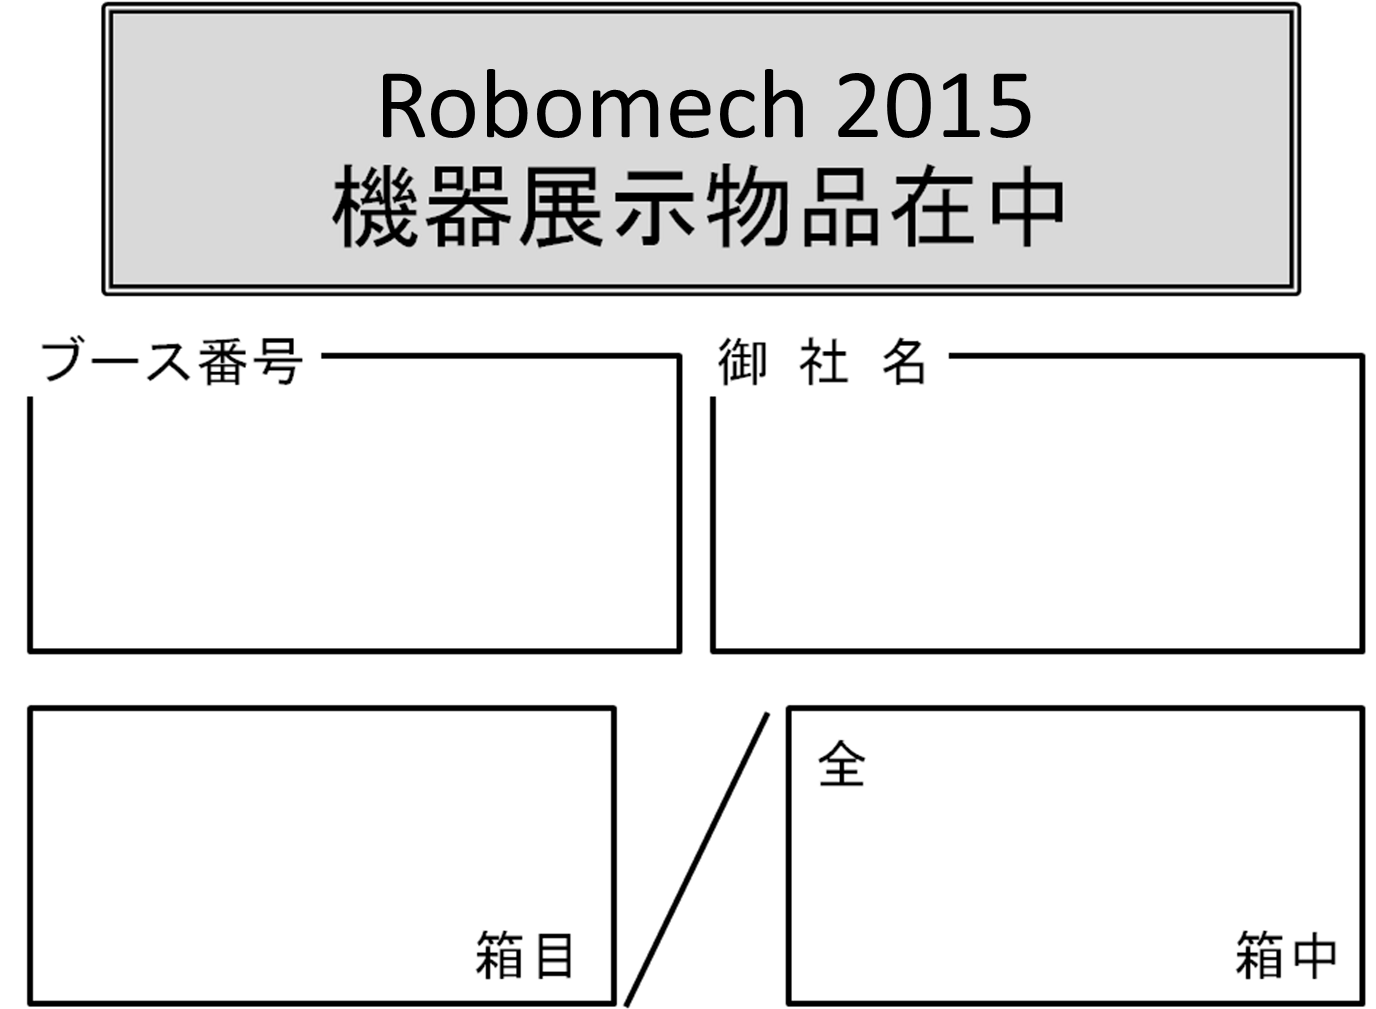 Robomech 2015
機器展示物品在中
ブース番号
御 社 名
箱目
全
箱中